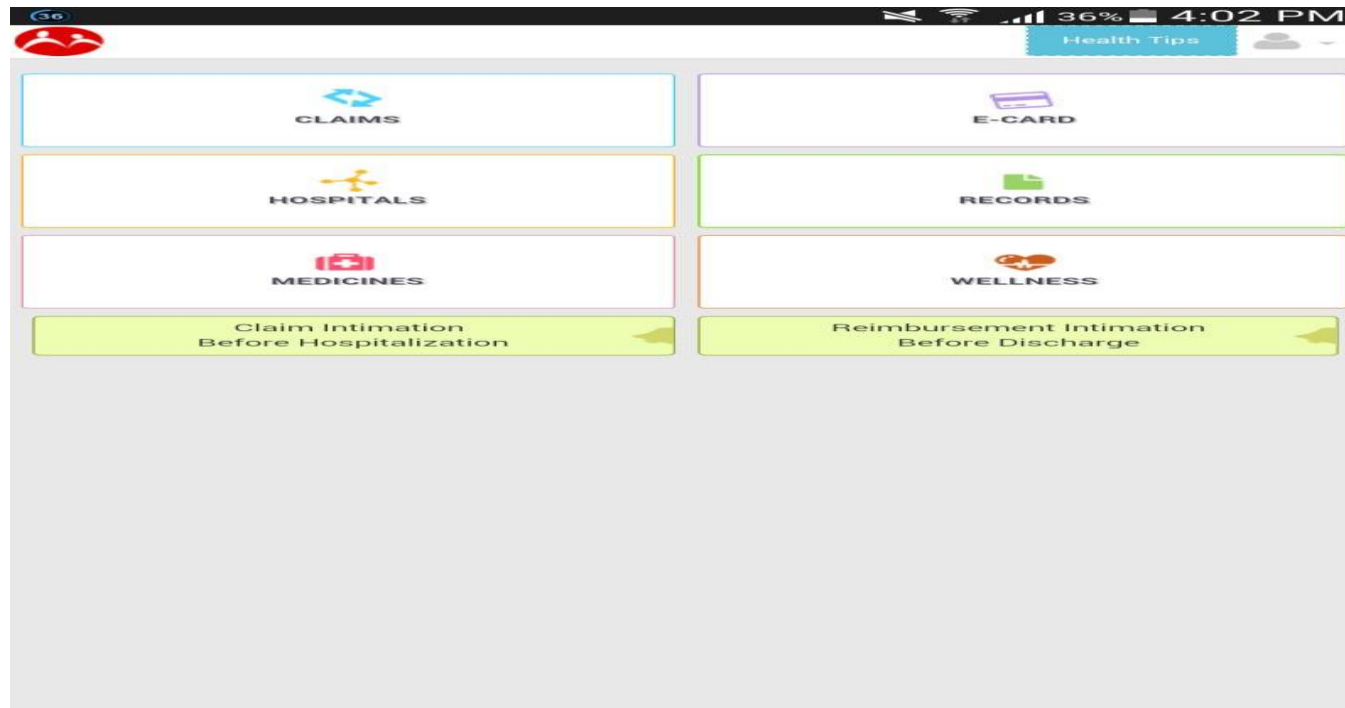 36
36% 4:02 PM
Health Tips
CLAIMS
E-CARD
HOSPITALS
RECORDS
MEDICINES
WELLNESS
Claim Intimation
Before Hospitalization
Reimbursement Intimation
Before Discharge